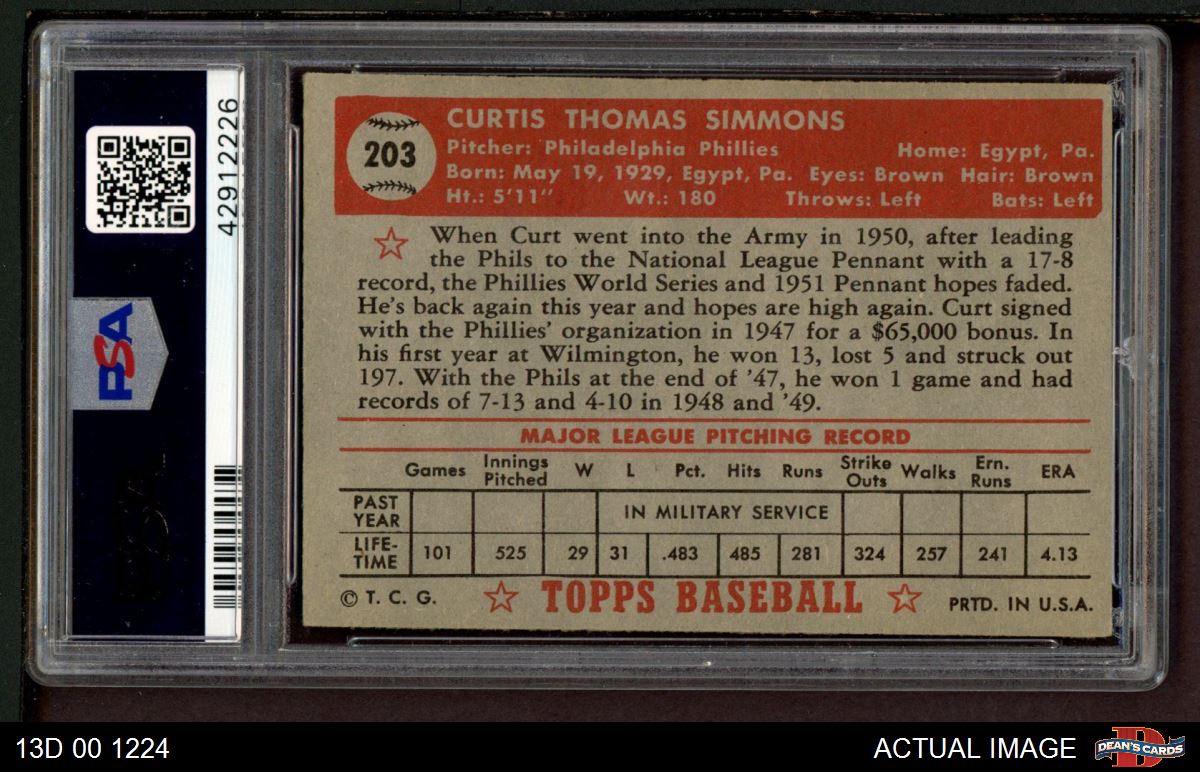 42912226
PSA
203
CURTIS THOMAS SIMMONS
Pitcher: Philadelphia Phillies Home: Egypt, Pa.
Born: May 19, 1929, Egypt, Pa. Eyes: Brown Hair: Brown
Ht.: 5'11" Wt.: 180 Throws: Left Bats: Left
When Curt went into the Army in 1950, after leading
the Phils to the National League Pennant with a 17-8
record, the Phillies World Series and 1951 Pennant hopes faded.
He's back again this year and hopes are high again. Curt signed
with the Phillies' organization in 1947 for a $65,000 bonus. In
his first year at Wilmington, he won 13, lost 5 and struck out
197. With the Phils at the end of '47, he won 1 game and had
records of 7-13 and 4-10 in 1948 and '49.
MAJOR LEAGUE PITCHING RECORD
Games Innings Pitched W L Pct. Hits Runs Strike Outs Walks Ern. Runs ERA
PAST YEAR IN MILITARY SERVICE
LIFE-TIME 101 525 29 31 .483 485 281 324 257 241 4.13
© T. C. G. TOPPS BASEBALL PRTD. IN U.S.A.
13D 00 1224 ACTUAL IMAGE DEAN'S CARDS